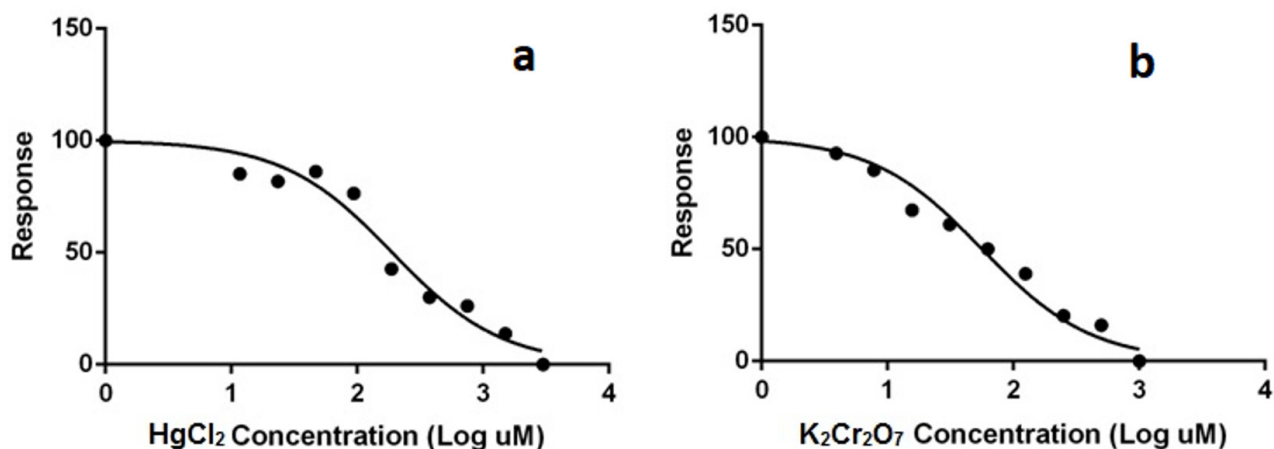 150
a
100
Response
50
0
0 1 2 3 4
HgCl₂ Concentration (Log uM)
150
b
100
Response
50
0
0 1 2 3 4
K₂Cr₂O₇ Concentration (Log uM)